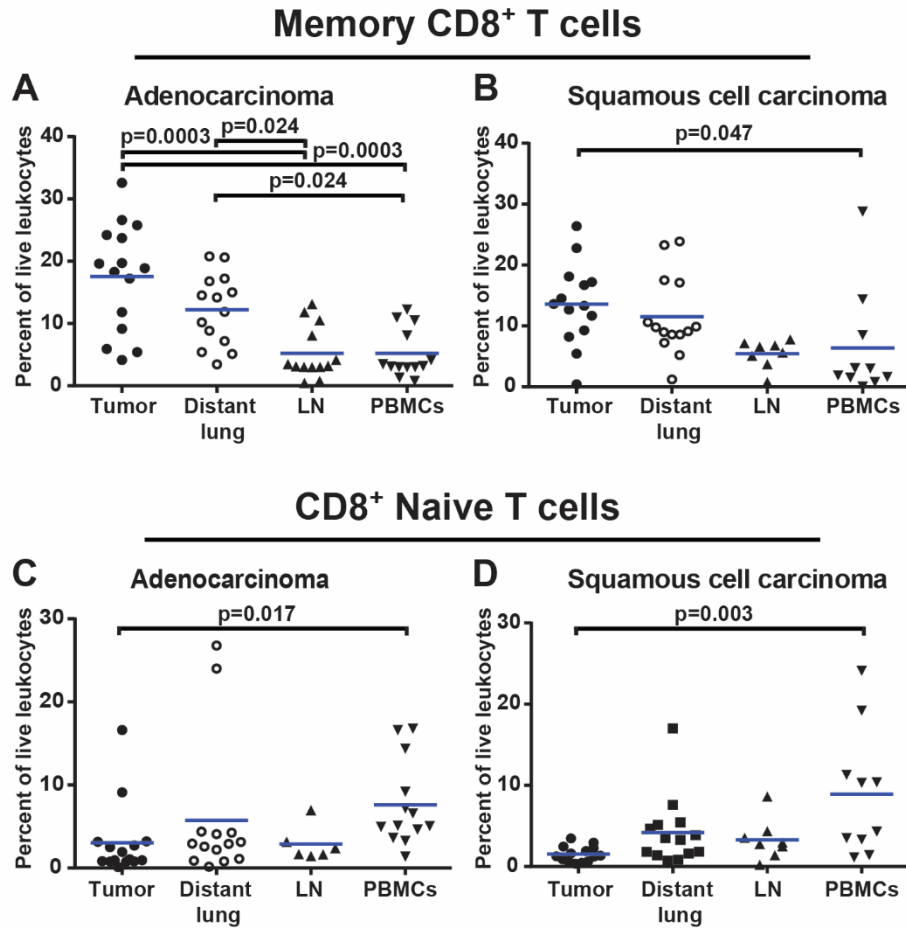 Memory CD8⁺ T cells
A
Adenocarcinoma
Percent of live leukocytes
40
30
20
10
0
p=0.024
p=0.0003
p=0.0003
p=0.024
Tumor
Distant
lung
LN
PBMCs
B
Squamous cell carcinoma
Percent of live leukocytes
40
30
20
10
0
p=0.047
Tumor
Distant
lung
LN
PBMCs
CD8⁺ Naive T cells
C
Adenocarcinoma
Percent of live leukocytes
30
20
10
0
p=0.017
Tumor
Distant
lung
LN
PBMCs
D
Squamous cell carcinoma
Percent of live leukocytes
30
20
10
0
p=0.003
Tumor
Distant
lung
LN
PBMCs